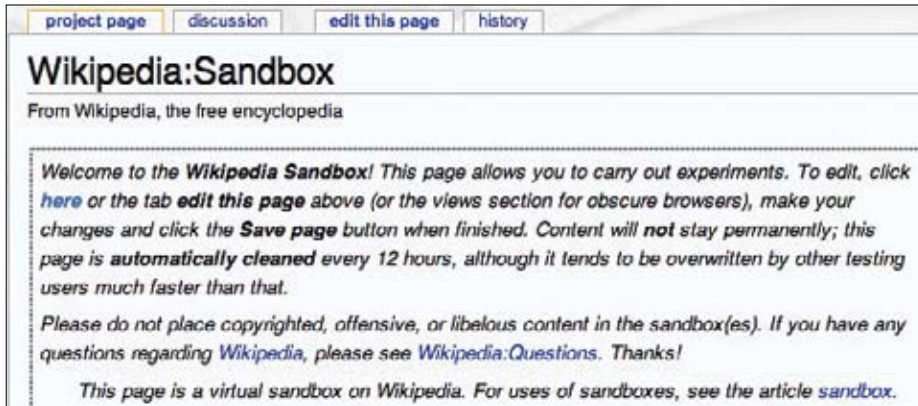 project page discussion edit this page history
Wikipedia:Sandbox
From Wikipedia, the free encyclopedia
Welcome to the Wikipedia Sandbox! This page allows you to carry out experiments. To edit, click
here or the tab edit this page above (or the views section for obscure browsers), make your
changes and click the Save page button when finished. Content will not stay permanently; this
page is automatically cleaned every 12 hours, although it tends to be overwritten by other testing
users much faster than that.
Please do not place copyrighted, offensive, or libelous content in the sandbox(es). If you have any
questions regarding Wikipedia, please see Wikipedia:Questions. Thanks!
This page is a virtual sandbox on Wikipedia. For uses of sandboxes, see the article sandbox.